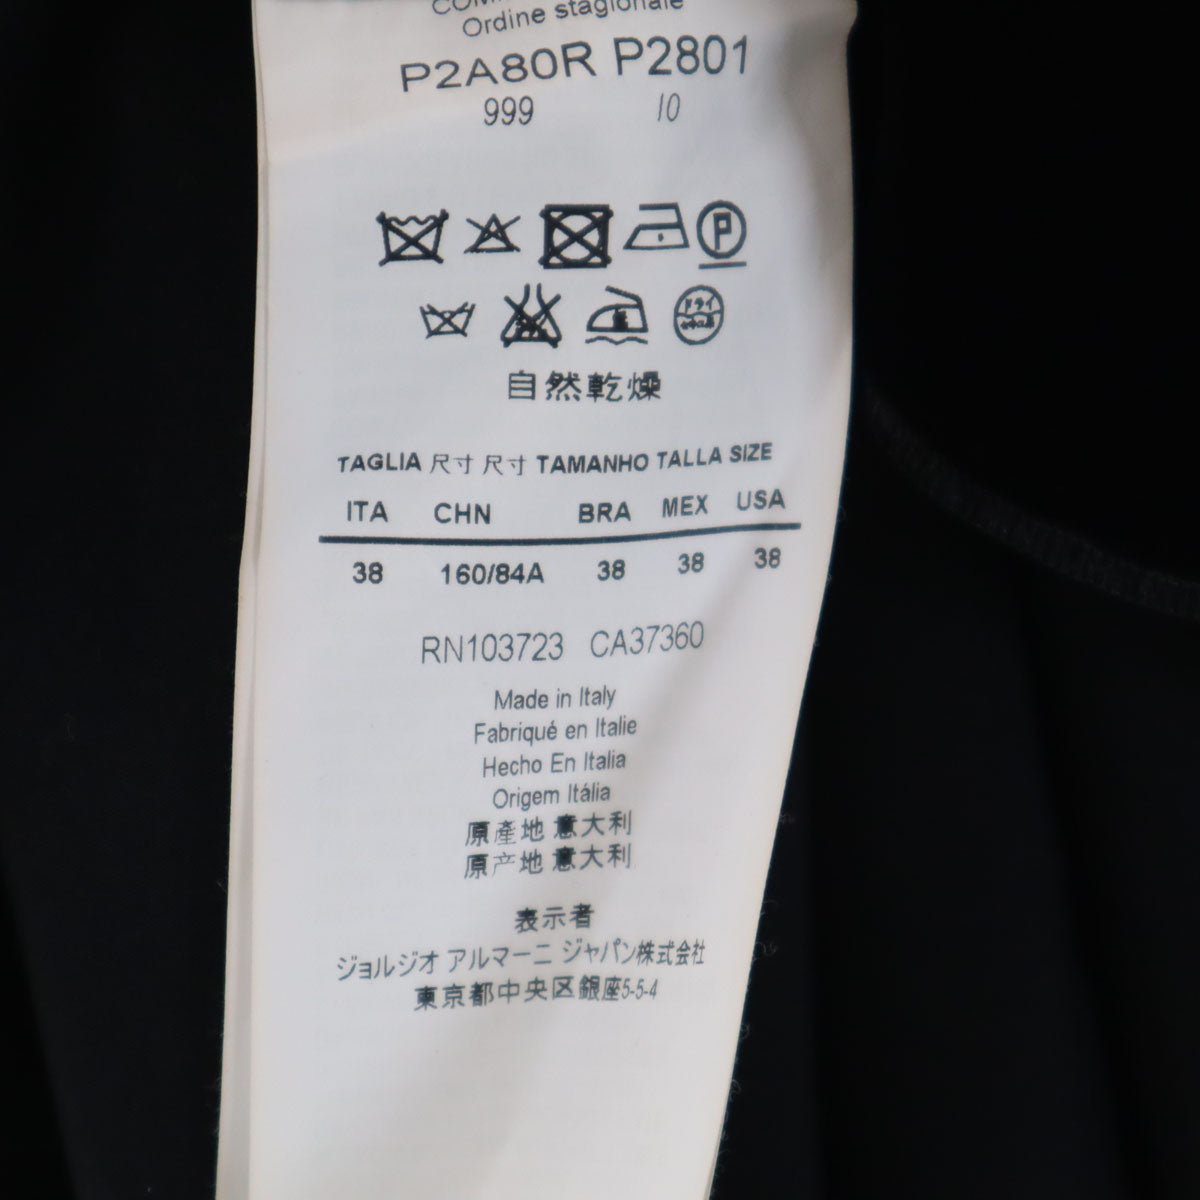 Ordine stagionale
P2A80R P2801
999 10
P
ドライ
自然乾燥
TAGLIA 尺寸 尺寸 TAMANHO TALLA SIZE
ITA CHN BRA MEX USA
38 160/84A 38 38 38
RN103723 CA37360
Made in Italy
Fabriqué en Italie
Hecho En Italia
Origem Itália
原產地 意大利
原产地 意大利
表示者
ジョルジオ アルマーニ ジャパン株式会社
東京都中央区銀座5-5-4